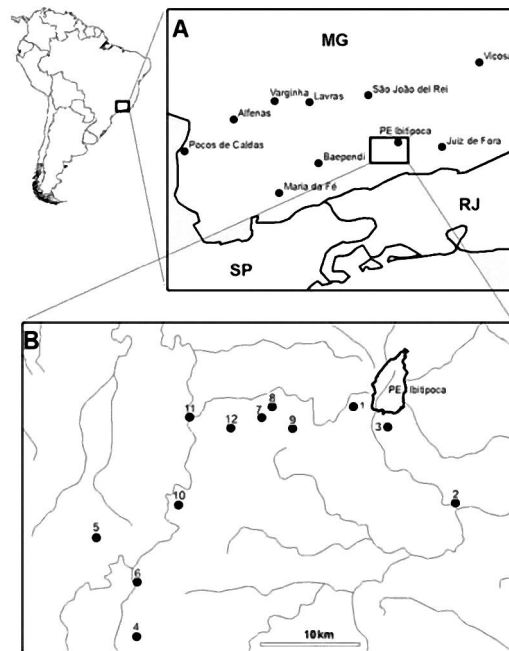 A
MG
Viçosa
Varginha
Lavras
São João del Rei
Alfenas
PE Ibitipoca
Poços de Caldas
Juiz de Fora
Baependi
Maria da Fé
RJ
SP
B
PE Ibitipoca
8
1
11
7
12
9
3
10
2
5
6
4
10km